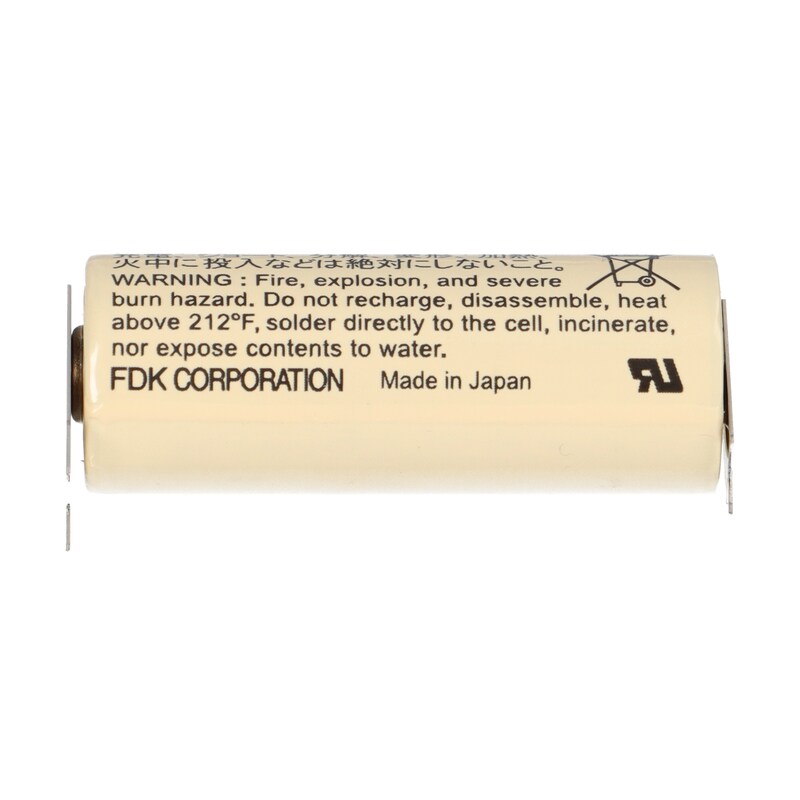 火中に投入などは絶対にしないこと。
WARNING : Fire, explosion, and severe
burn hazard. Do not recharge, disassemble, heat
above 212°F, solder directly to the cell, incinerate,
nor expose contents to water.
FDK CORPORATION Made in Japan